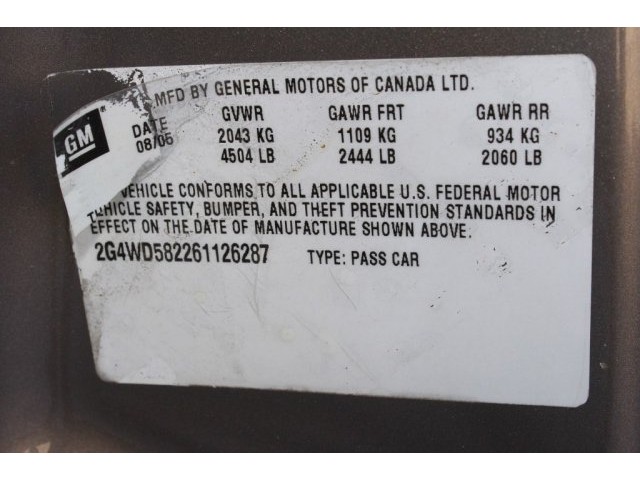 MFD BY GENERAL MOTORS OF CANADA LTD.
GM
DATE GVWR GAWR FRT GAWR RR
08/05 2043 KG 1109 KG 934 KG
4504 LB 2444 LB 2060 LB
VEHICLE CONFORMS TO ALL APPLICABLE U.S. FEDERAL MOTOR
VEHICLE SAFETY, BUMPER, AND THEFT PREVENTION STANDARDS IN
EFFECT ON THE DATE OF MANUFACTURE SHOWN ABOVE.
2G4WD582261126287 TYPE: PASS CAR